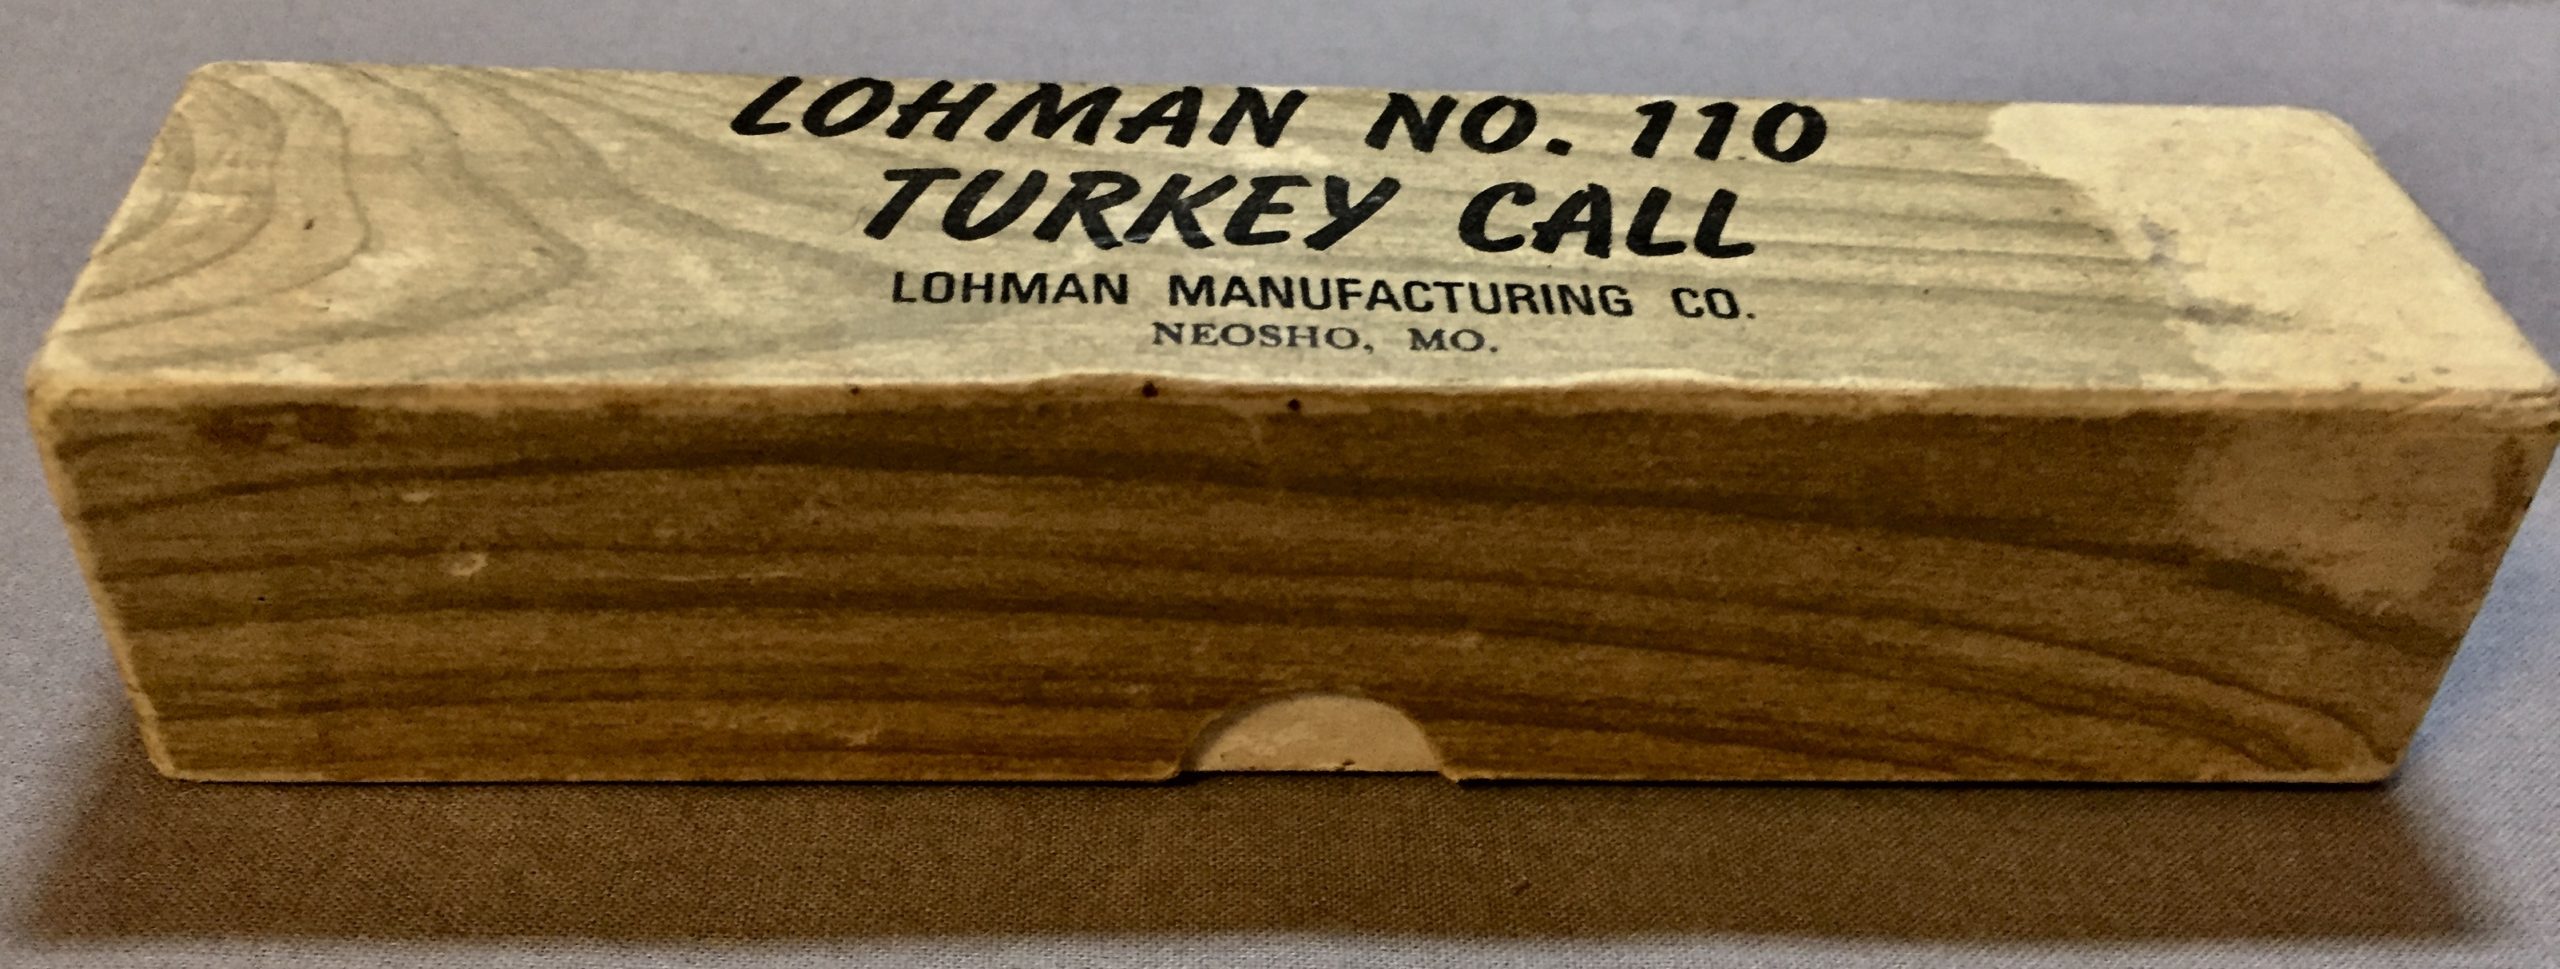 LOHMAN NO. 110
TURKEY CALL
LOHMAN MANUFACTURING CO.
NEOSHO, MO.